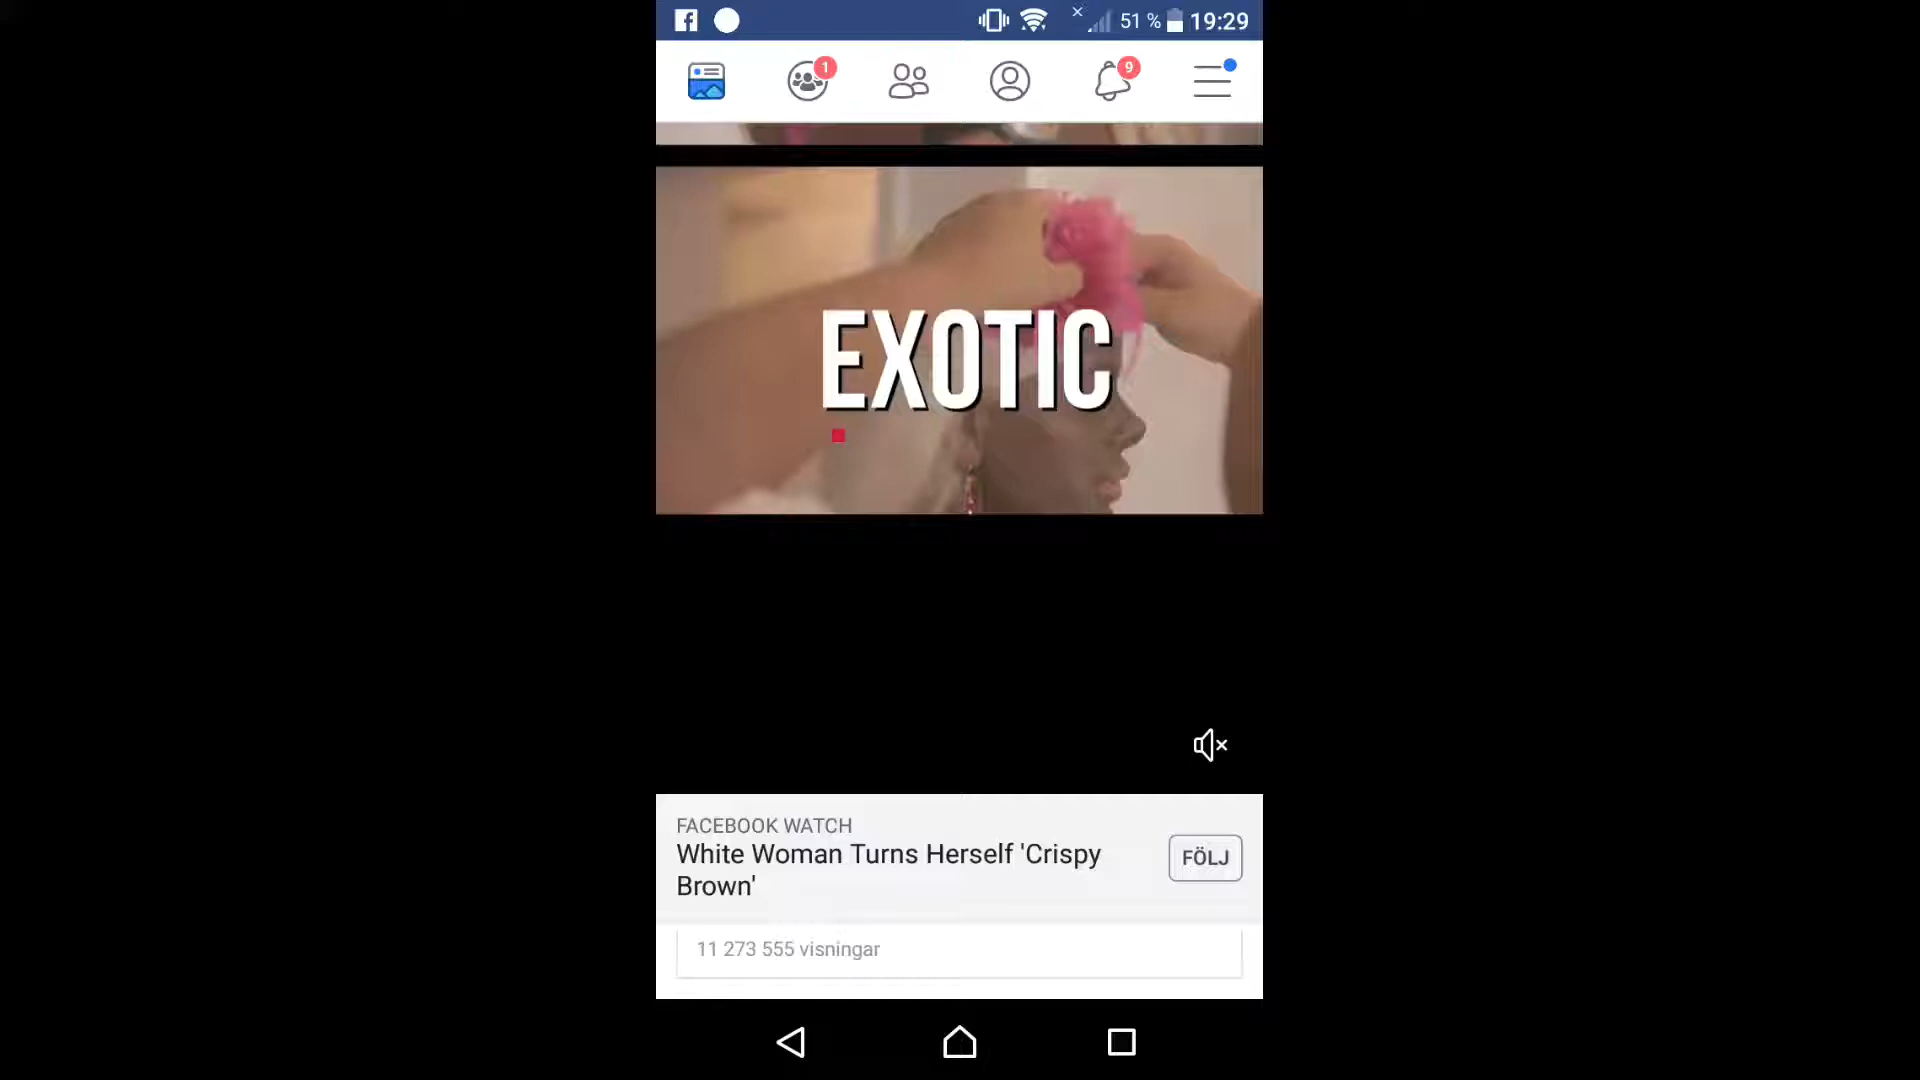 51 % 19:29
1
9
EXOTIC
FACEBOOK WATCH
White Woman Turns Herself 'Crispy
Brown'
FÖLJ
11 273 555 visningar